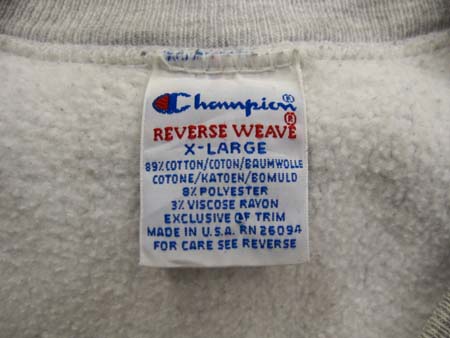 Champion®
REVERSE WEAVE®
X-LARGE
89% COTTON/COTON/BAUMWOLLE
COTONE/KATOEN/BOMULD
8% POLYESTER
3% VISCOSE RAYON
EXCLUSIVE OF TRIM
MADE IN U.S.A. RN 26094
FOR CARE SEE REVERSE